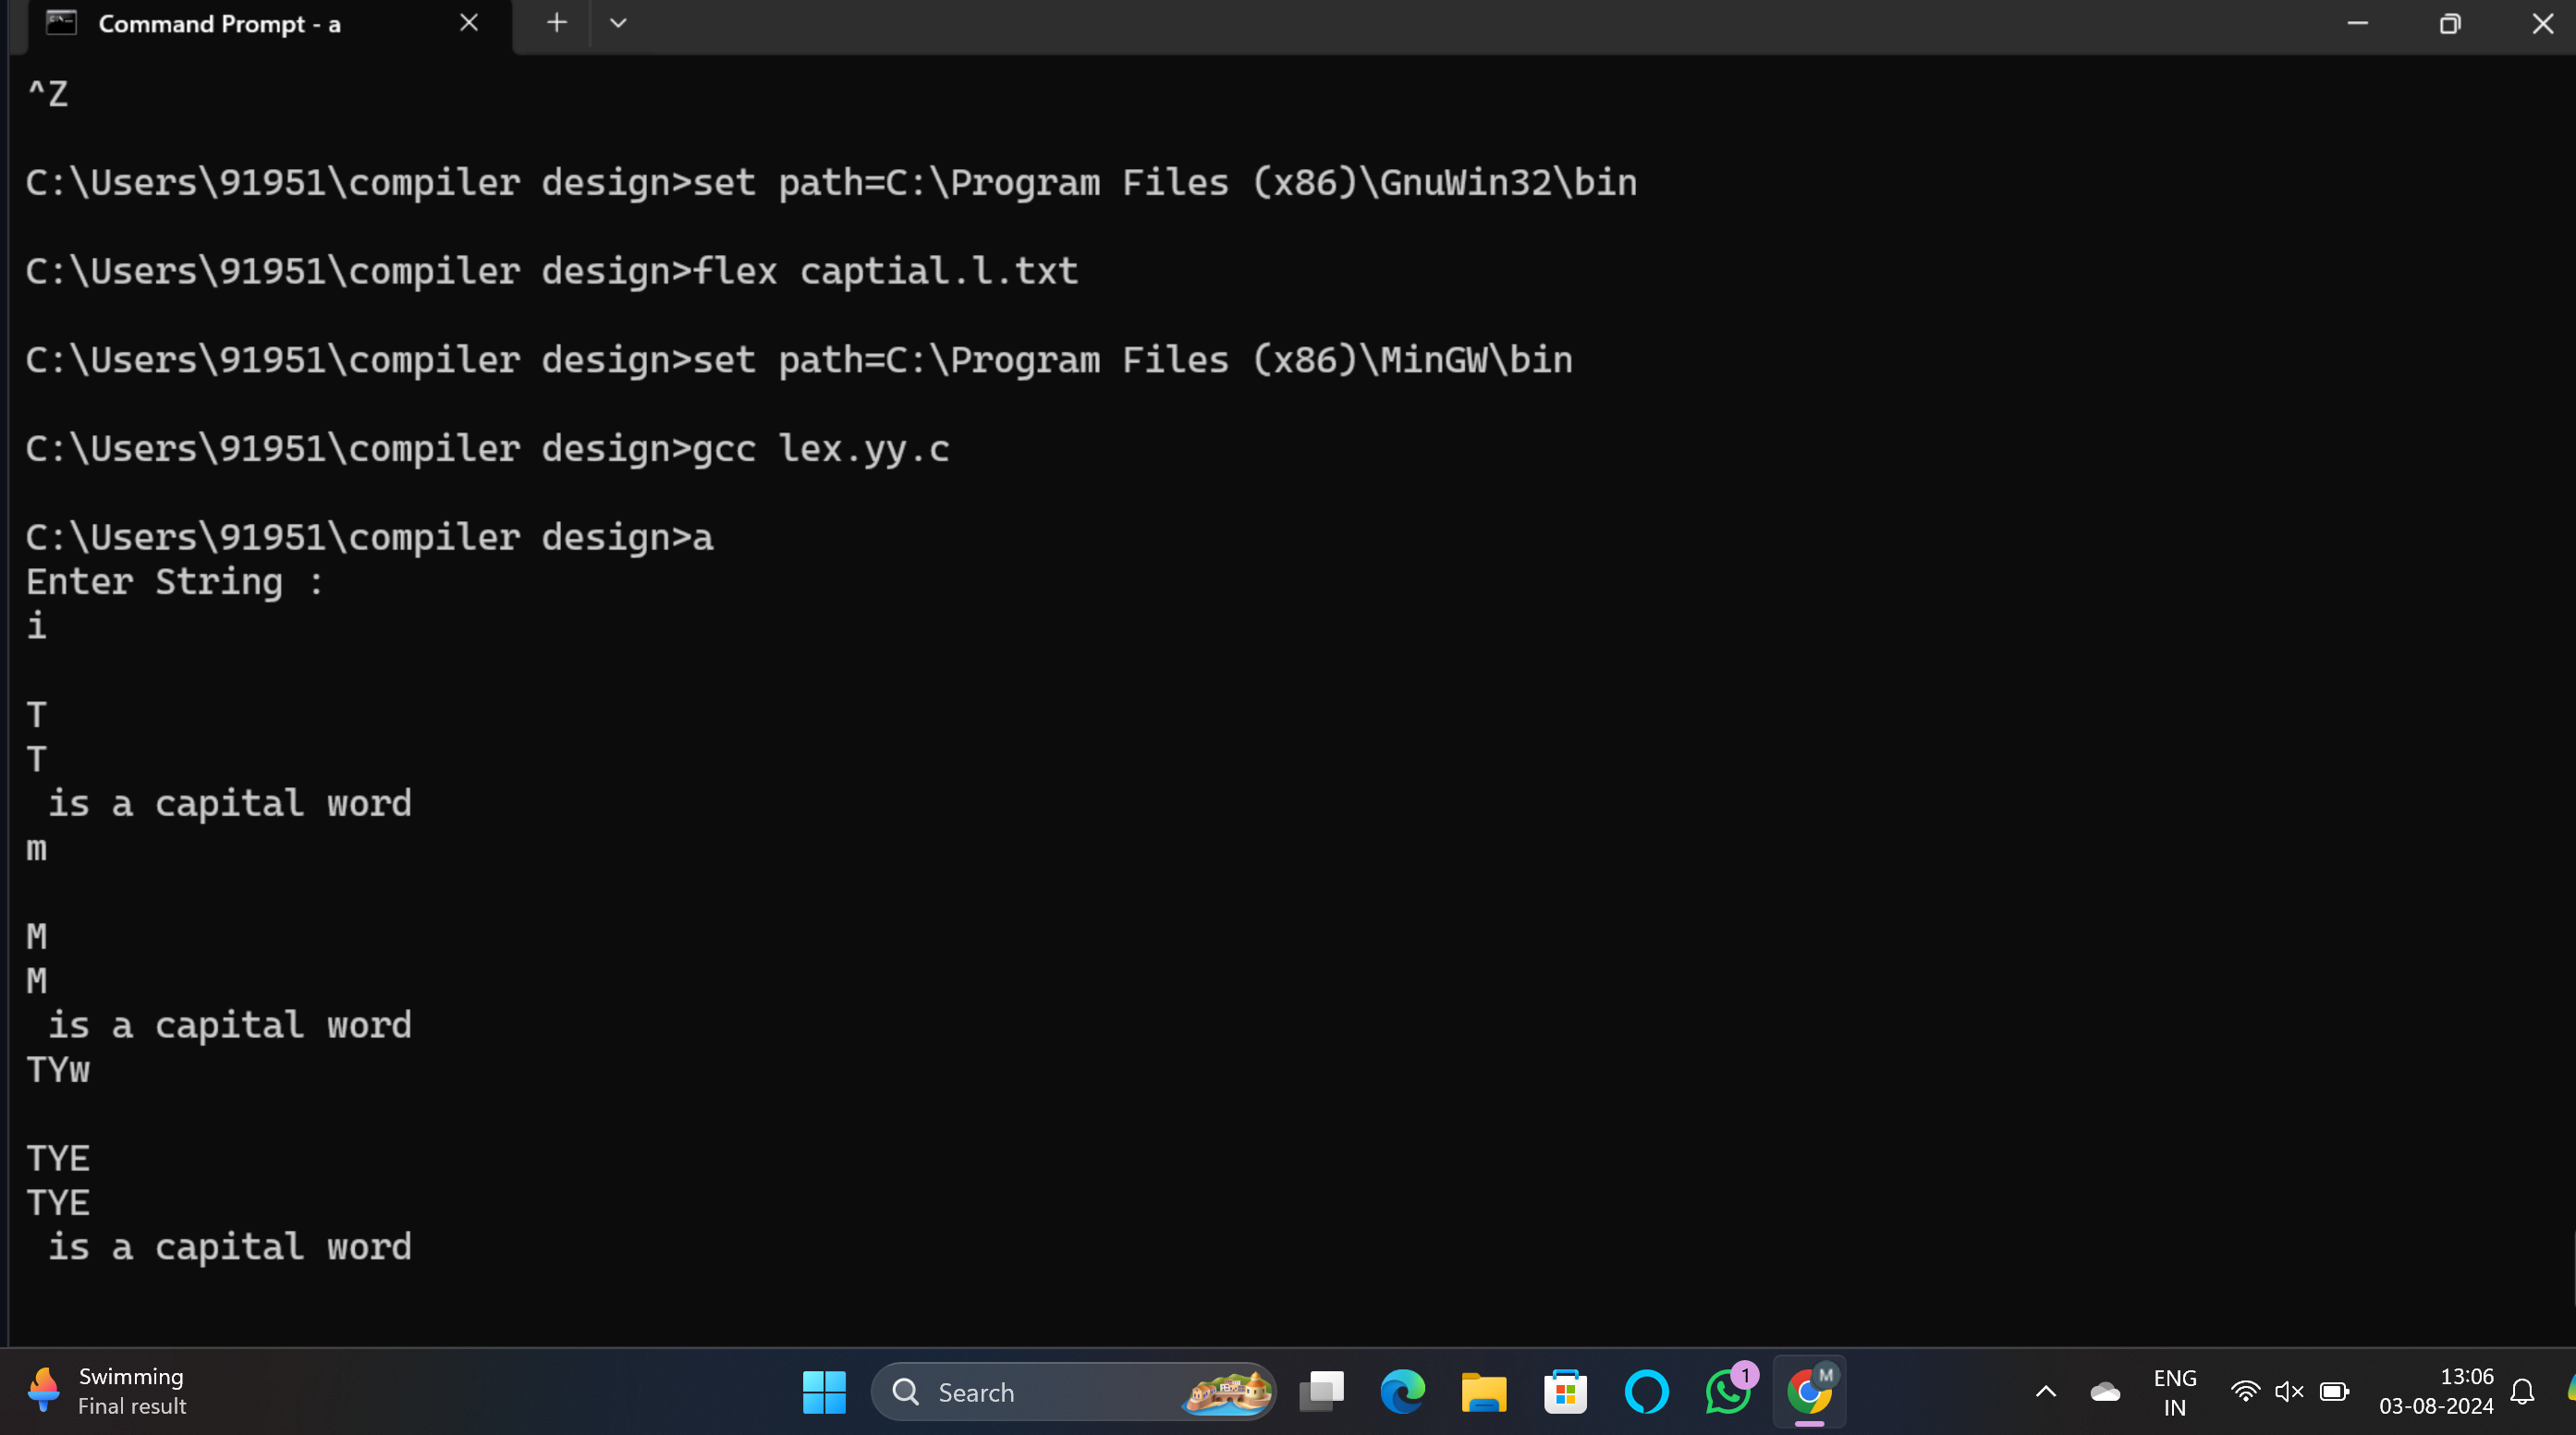 Command Prompt - a
^Z
C:\Users\91951\compiler design>set path=C:\Program Files (x86)\GnuWin32\bin
C:\Users\91951\compiler design>flex captial.l.txt
C:\Users\91951\compiler design>set path=C:\Program Files (x86)\MinGW\bin
C:\Users\91951\compiler design>gcc lex.yy.c
C:\Users\91951\compiler design>a
Enter String :
i
T
T
 is a capital word
m
M
M
 is a capital word
TYw
TYE
TYE
 is a capital word
Swimming
Final result
Search
1
M
ENG
IN
13:06
03-08-2024